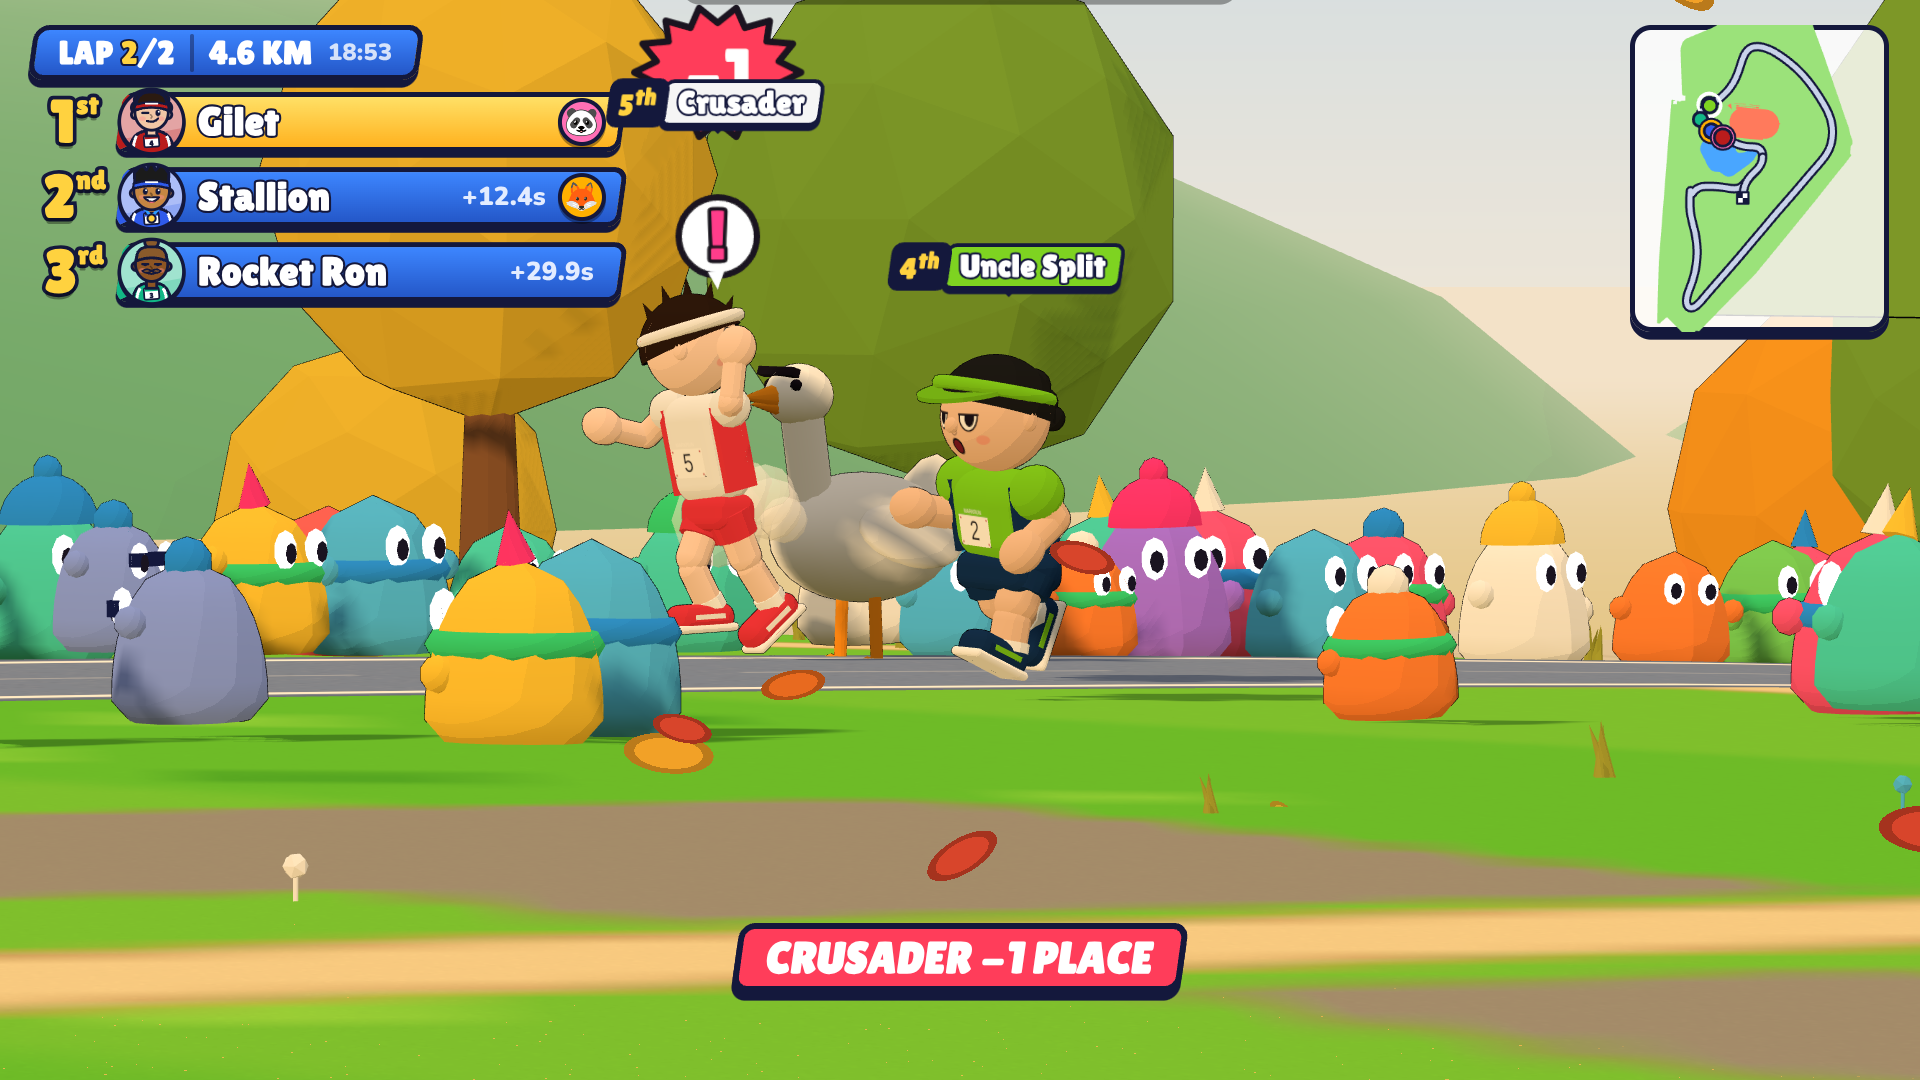 LAP 2/2 4.6 KM 18:53
1st Gilet
2nd Stallion +12.4s
3rd Rocket Ron +29.9s
-1
5th Crusader
!
4th Uncle Split
5
2
CRUSADER -1 PLACE